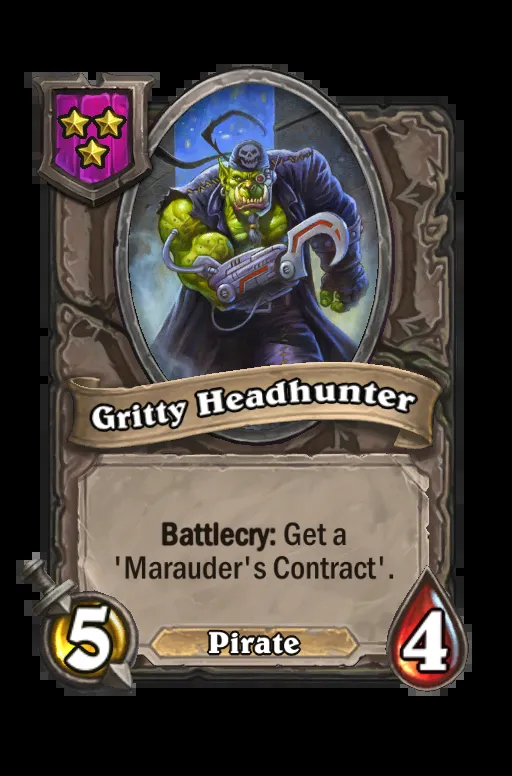 Gritty Headhunter
Battlecry: Get a
'Marauder's Contract'.
5
Pirate
4